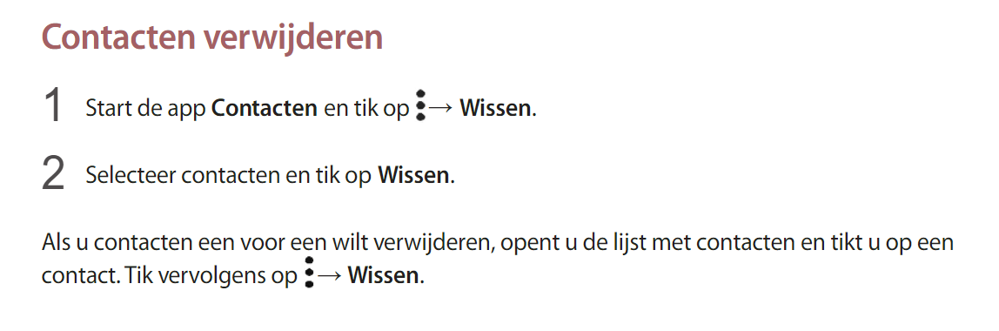 Contacten verwijderen
1 Start de app Contacten en tik op ⋮→ Wissen.
2 Selecteer contacten en tik op Wissen.
Als u contacten een voor een wilt verwijderen, opent u de lijst met contacten en tikt u op een
contact. Tik vervolgens op ⋮→ Wissen.